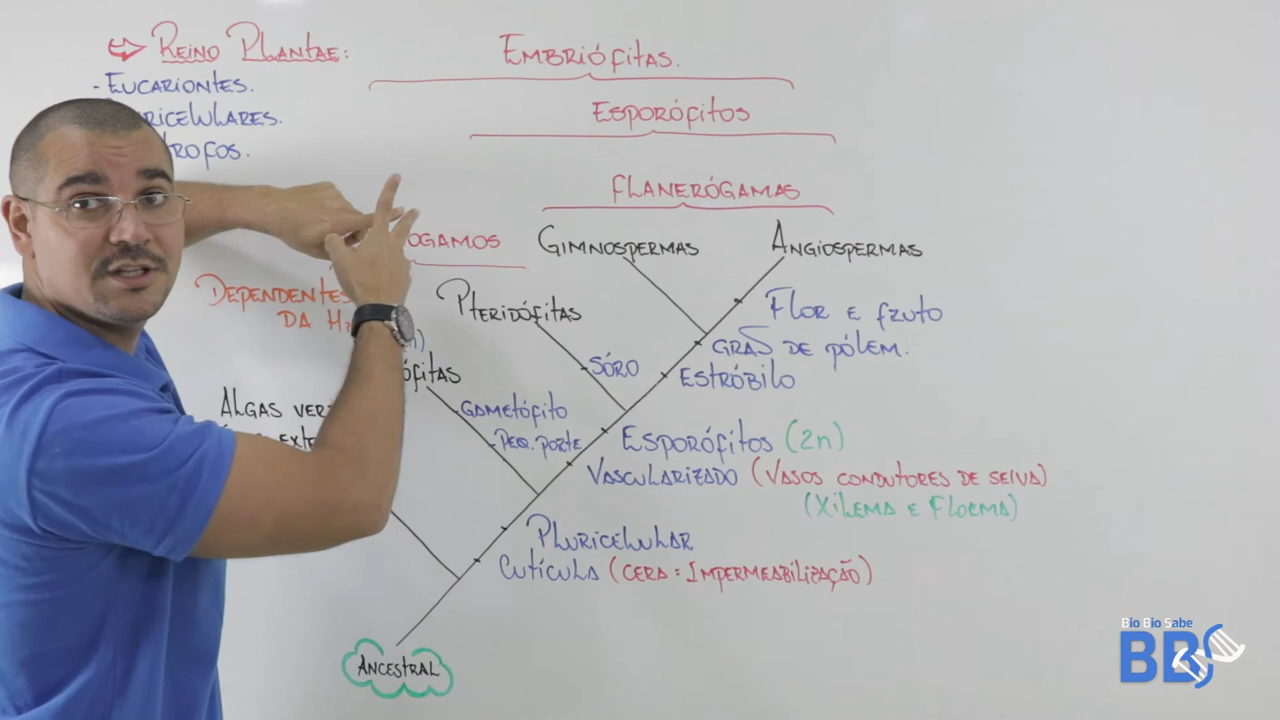 Reino Plantae:
- Eucariontes.
Embriófitas.
Esporófitos
Flanerógamas
Gimnospermas
Angiospermas
Dependentes
da
Pteridófitas
Flor e fruto
Grão de pólem.
Estróbilo
Sóro
Algas
Gametófito
Peq. porte
Esporófitos (2n)
Vascularizado (Vasos condutores de seiva)
(Xilema e Floema)
Pluricelular
Cutícula (cera = Impermeabilização)
Ancestral
Bio Bio Sabe
BBS